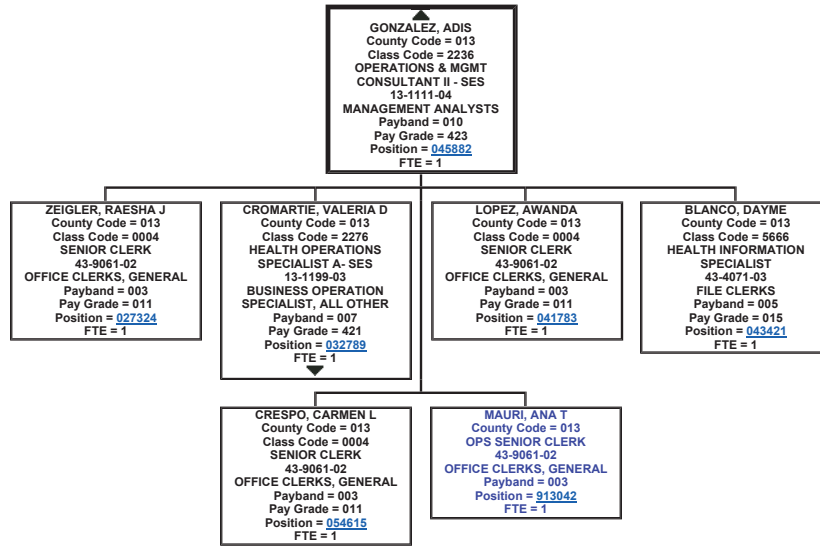 GONZALEZ, ADIS
County Code = 013
Class Code = 2236
OPERATIONS & MGMT
CONSULTANT II - SES
13-1111-04
MANAGEMENT ANALYSTS
Payband = 010
Pay Grade = 423
Position = 045882
FTE = 1
ZEIGLER, RAESHA J
County Code = 013
Class Code = 0004
SENIOR CLERK
43-9061-02
OFFICE CLERKS, GENERAL
Payband = 003
Pay Grade = 011
Position = 027324
FTE = 1
CROMARTIE, VALERIA D
County Code = 013
Class Code = 2276
HEALTH OPERATIONS
SPECIALIST A- SES
13-1199-03
BUSINESS OPERATION
SPECIALIST, ALL OTHER
Payband = 007
Pay Grade = 421
Position = 032789
FTE = 1
LOPEZ, AWANDA
County Code = 013
Class Code = 0004
SENIOR CLERK
43-9061-02
OFFICE CLERKS, GENERAL
Payband = 003
Pay Grade = 011
Position = 041783
FTE = 1
BLANCO, DAYME
County Code = 013
Class Code = 5666
HEALTH INFORMATION
SPECIALIST
43-4071-03
FILE CLERKS
Payband = 005
Pay Grade = 015
Position = 043421
FTE = 1
CRESPO, CARMEN L
County Code = 013
Class Code = 0004
SENIOR CLERK
43-9061-02
OFFICE CLERKS, GENERAL
Payband = 003
Pay Grade = 011
Position = 054615
FTE = 1
MAURI, ANA T
County Code = 013
OPS SENIOR CLERK
43-9061-02
OFFICE CLERKS, GENERAL
Payband = 003
Position = 913042
FTE = 1